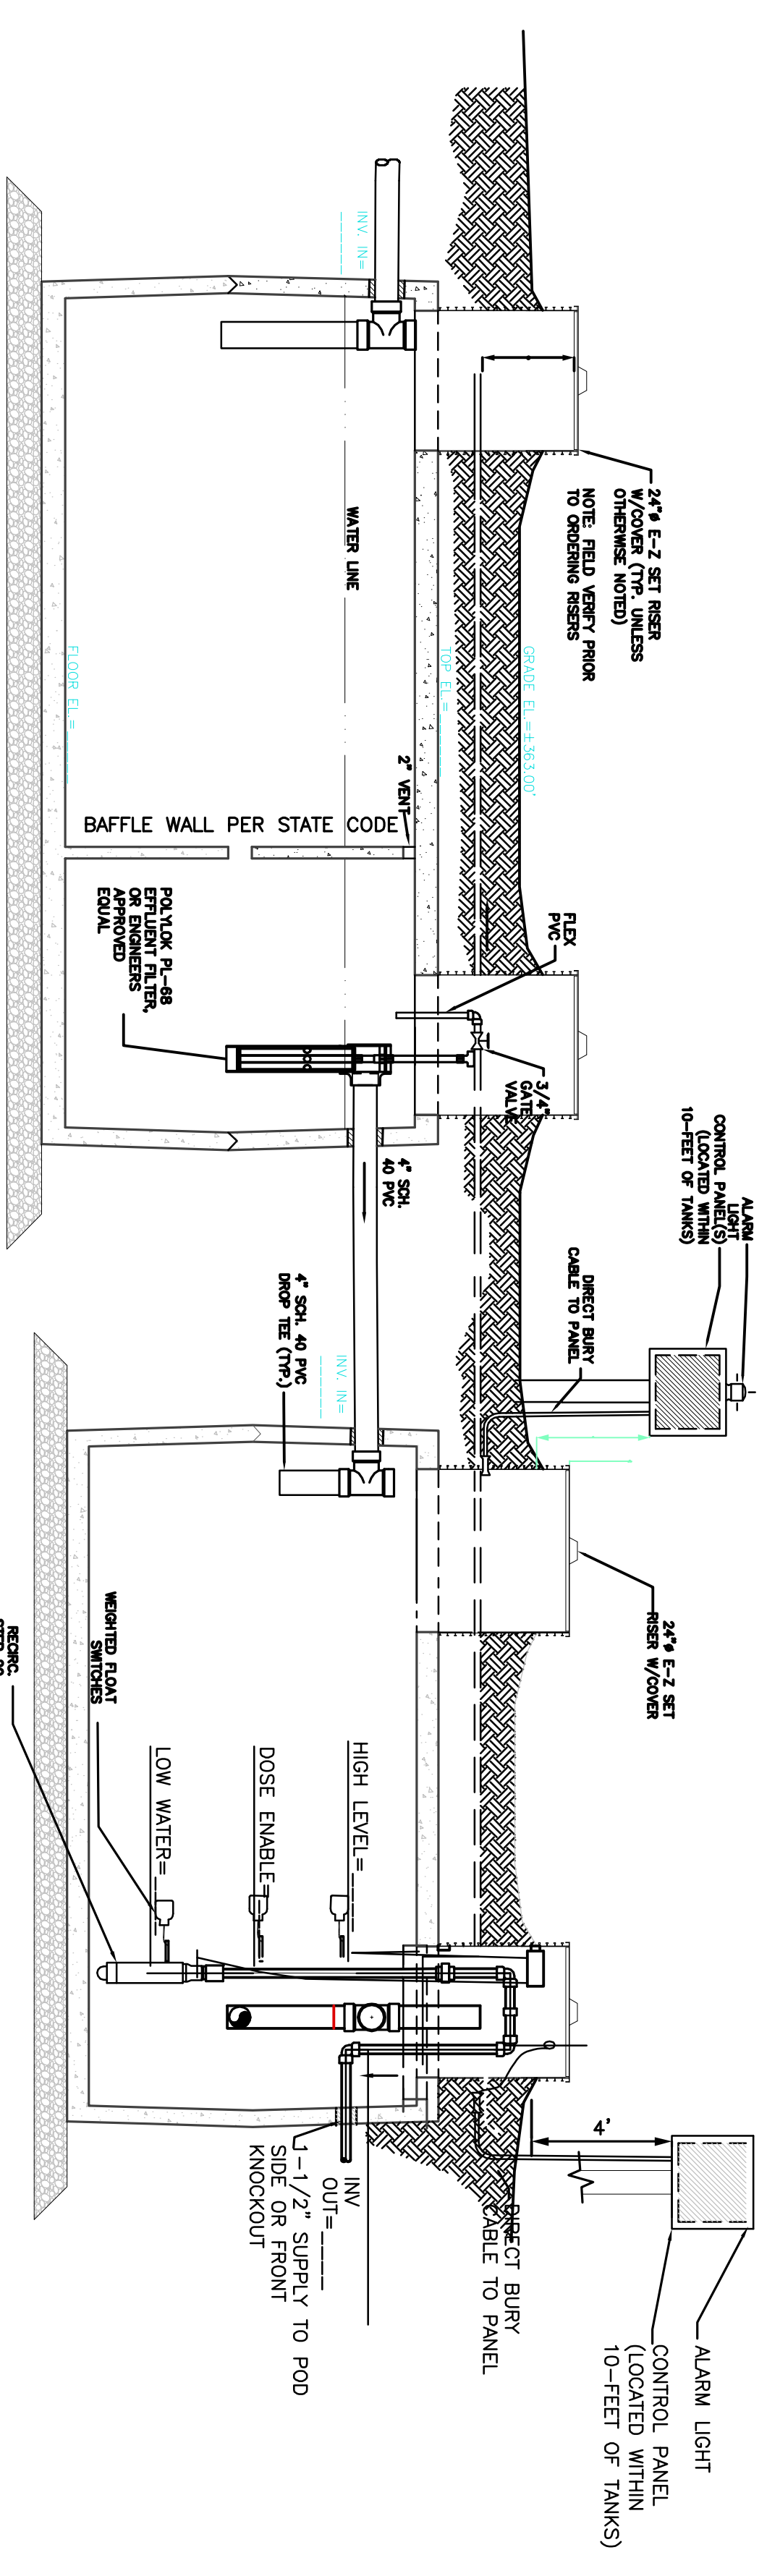 INV. IN=
24"ø E-Z SET RISER
W/COVER (TYP. UNLESS
OTHERWISE NOTED)
NOTE: FIELD VERIFY PRIOR
TO ORDERING RISERS
WATER LINE
FLOOR EL.=
TOP EL.=
GRADE EL.=±363.00'
2" VENT
BAFFLE WALL PER STATE CODE
POLYLOK PL-68
EFFLUENT FILTER,
OR ENGINEERS
APPROVED
EQUAL
FLEX
PVC
3/4"
GATE
VALVE
4" SCH.
40 PVC
ALARM
LIGHT
CONTROL PANEL(S)
(LOCATED WITHIN
10-FEET OF TANKS)
DIRECT BURY
CABLE TO PANEL
4" SCH. 40 PVC
DROP TEE (TYP.)
INV. IN=
24"ø E-Z SET
RISER W/COVER
WEIGHTED FLOAT
SWITCHES
RECIRC.
HIGH LEVEL=
DOSE ENABLE=
LOW WATER=
4'
INV
OUT=
1-1/2" SUPPLY TO POD
SIDE OR FRONT
KNOCKOUT
DIRECT BURY
CABLE TO PANEL
ALARM LIGHT
CONTROL PANEL
(LOCATED WITHIN
10-FEET OF TANKS)